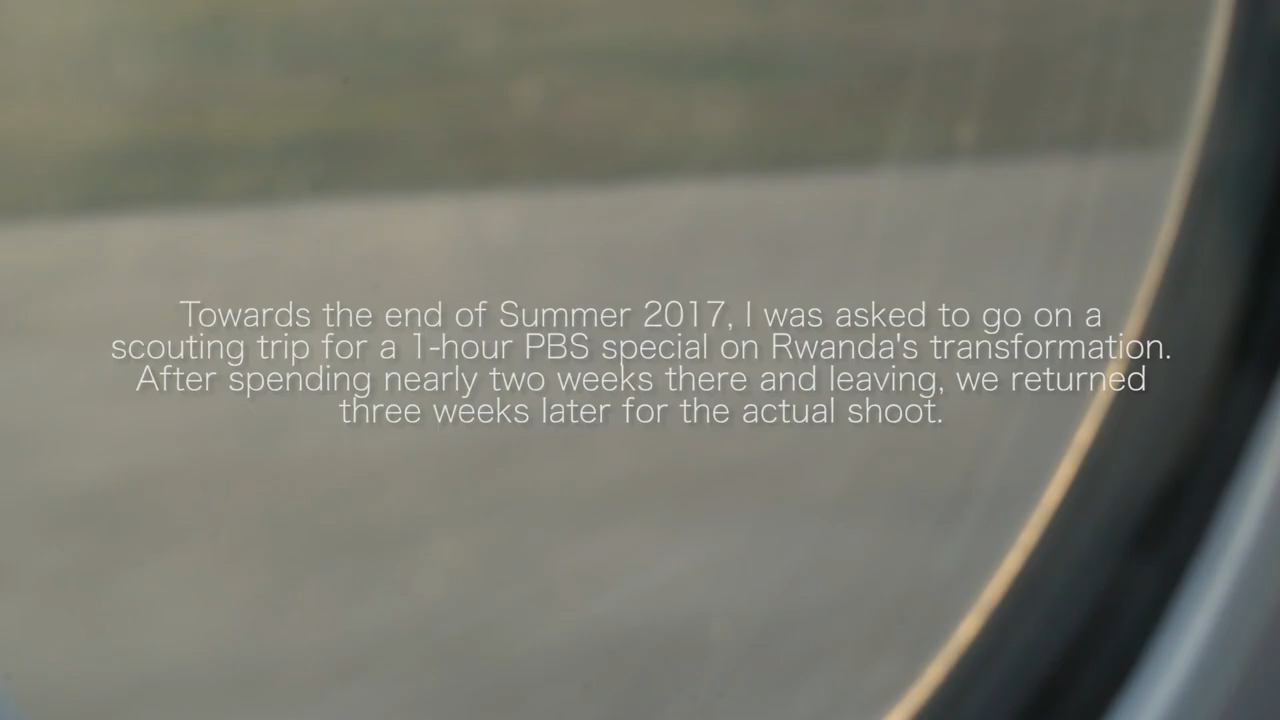 Towards the end of Summer 2017, I was asked to go on a
scouting trip for a 1-hour PBS special on Rwanda's transformation.
After spending nearly two weeks there and leaving, we returned
three weeks later for the actual shoot.